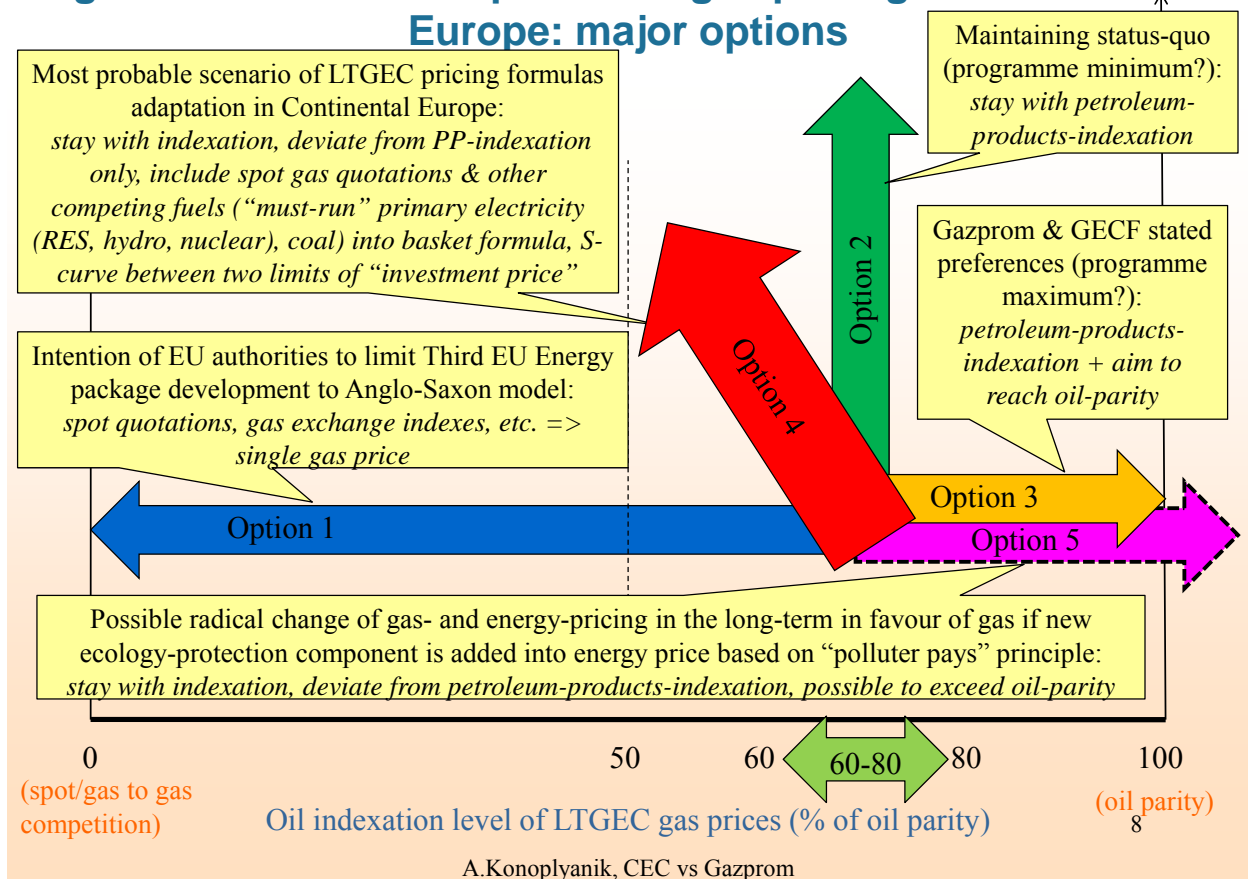 Europe: major options
Most probable scenario of LTGEC pricing formulas
adaptation in Continental Europe:
stay with indexation, deviate from PP-indexation
only, include spot gas quotations & other
competing fuels (“must-run” primary electricity
(RES, hydro, nuclear), coal) into basket formula, S-
curve between two limits of “investment price”
Maintaining status-quo
(programme minimum?):
stay with petroleum-
products-indexation
Gazprom & GECF stated
preferences (programme
maximum?):
petroleum-products-
indexation + aim to
reach oil-parity
Intention of EU authorities to limit Third EU Energy
package development to Anglo-Saxon model:
spot quotations, gas exchange indexes, etc. =>
single gas price
Option 2
Option 4
Option 3
Option 1
Option 5
Possible radical change of gas- and energy-pricing in the long-term in favour of gas if new
ecology-protection component is added into energy price based on “polluter pays” principle:
stay with indexation, deviate from petroleum-products-indexation, possible to exceed oil-parity
0 50 60 60-80 80 100
(spot/gas to gas
competition)
(oil parity)
Oil indexation level of LTGEC gas prices (% of oil parity)
8
A.Konoplyanik, CEC vs Gazprom